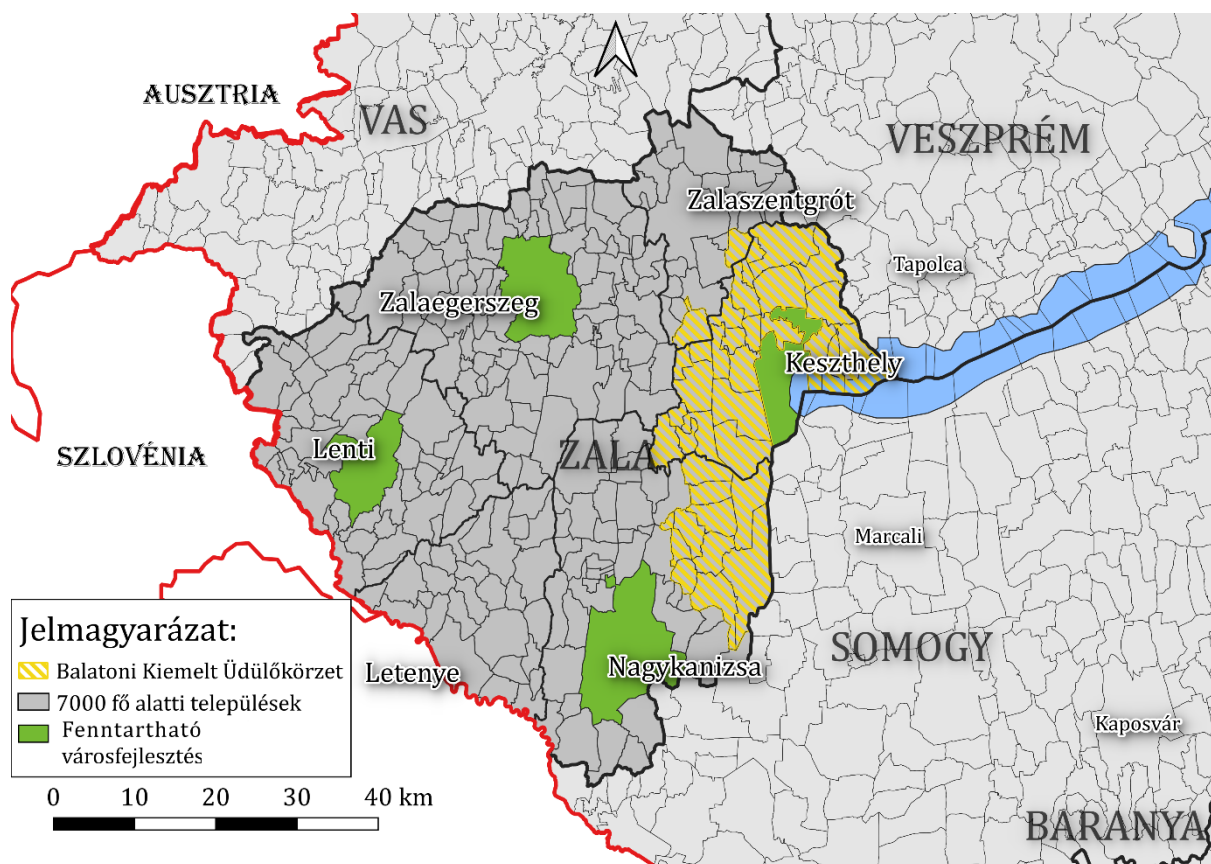 AUSZTRIA
VAS
VESZPRÉM
Zalaszentgrót
Tapolca
Zalaegerszeg
Keszthely
Lenti
ZALA
SZLOVÉNIA
Marcali
SOMOGY
Letenye
Nagykanizsa
Kaposvár
BARANYA
Jelmagyarázat:
Balatoni Kiemelt Üdülőkörzet
7000 fő alatti települések
Fenntartható
városfejlesztés
0 10 20 30 40 km